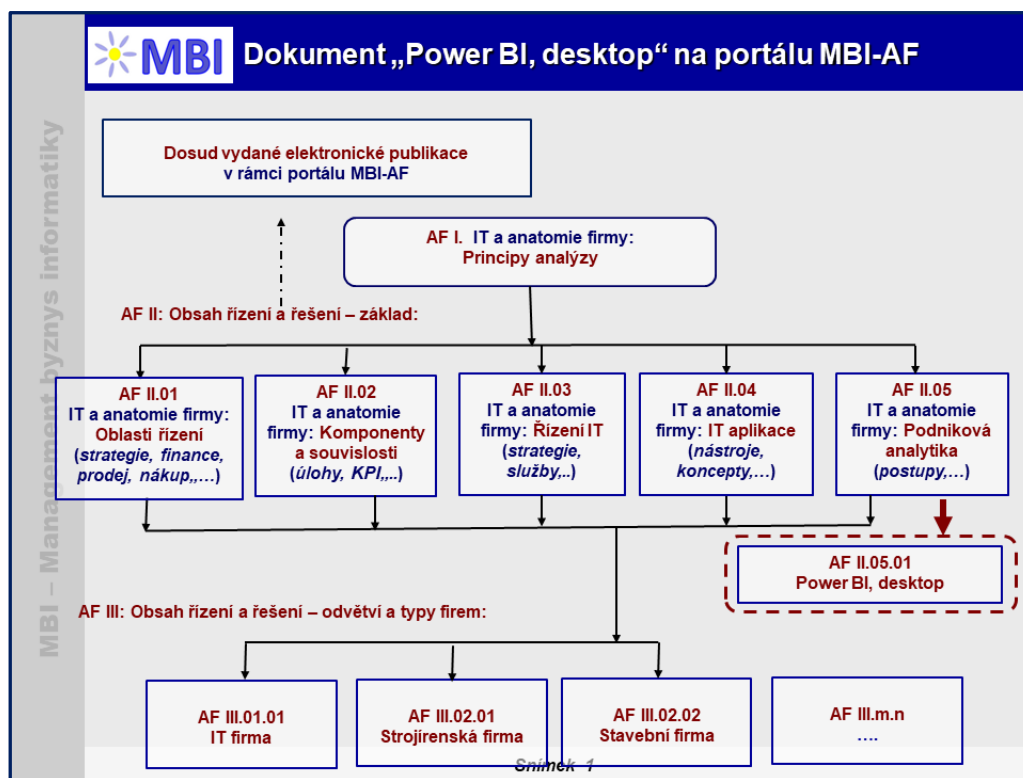 MBI
Dokument „Power BI, desktop“ na portálu MBI-AF
MBI – Management byznys informatiky
Dosud vydané elektronické publikace
v rámci portálu MBI-AF
AF I. IT a anatomie firmy:
Principy analýzy
AF II: Obsah řízení a řešení – základ:
AF II.01
IT a anatomie firmy:
Oblasti řízení
(strategie, finance,
prodej, nákup,,…)
AF II.02
IT a anatomie
firmy: Komponenty
a souvislosti
(úlohy, KPI,,..)
AF II.03
IT a anatomie
firmy: Řízení IT
(strategie,
služby,..)
AF II.04
IT a anatomie
firmy: IT aplikace
(nástroje,
koncepty,…)
AF II.05
IT a anatomie
firmy: Podniková
analytika
(postupy,…)
AF II.05.01
Power BI, desktop
AF III: Obsah řízení a řešení – odvětví a typy firem:
AF III.01.01
IT firma
AF III.02.01
Strojírenská firma
AF III.02.02
Stavební firma
AF III.m.n
….
Snímek 1